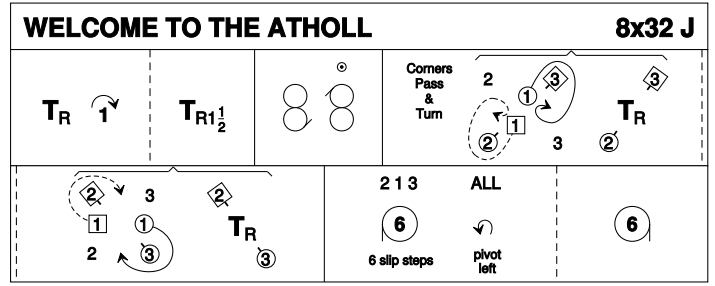 WELCOME TO THE ATHOLL 8x32 J
TR 1 TR1½
Corners
Pass
&
Turn
2 3 3
1 TR
1
2 3 2
2 3 2
1 1 TR
2 3 3
2 1 3 ALL
6 6
6 slip steps
pivot
left